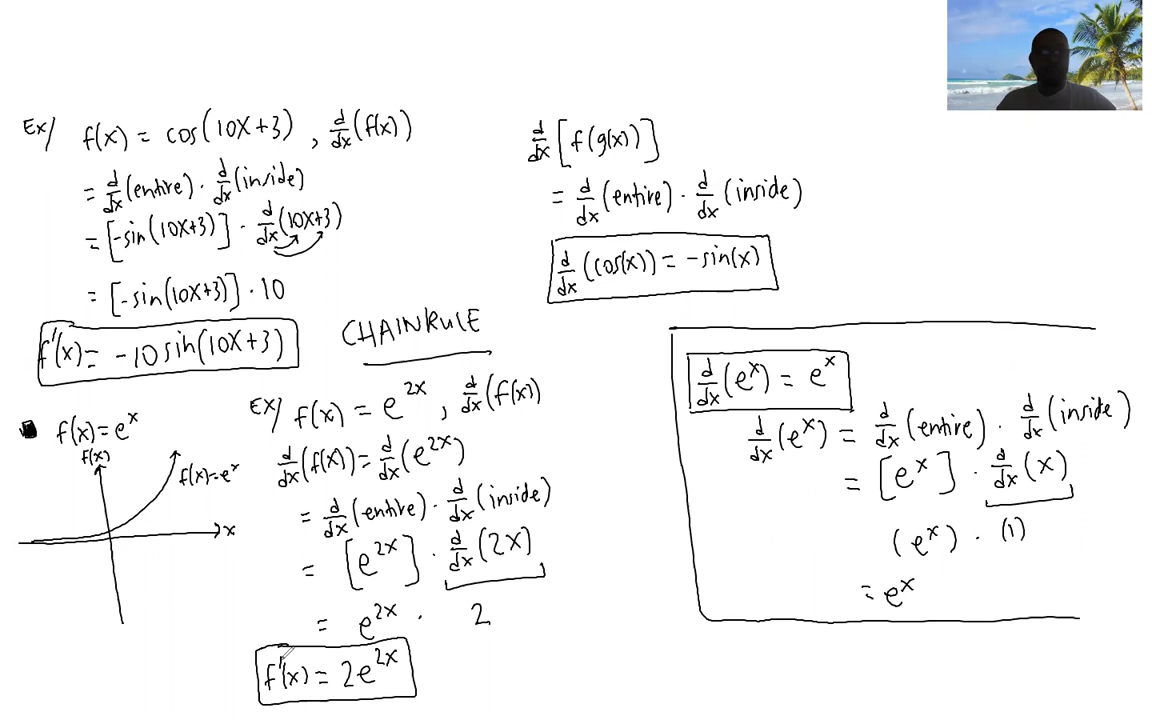 Ex/ f(x) = cos(10x+3), d/dx(f(x))
= d/dx(entire) · d/dx(inside)
= [-sin(10x+3)] · d/dx(10x+3)
= [-sin(10x+3)] · 10
f'(x) = -10 sin(10x+3)
d/dx[f(g(x))]
= d/dx(entire) · d/dx(inside)
d/dx(cos(x)) = -sin(x)
CHAINRULE
f(x) = e^x
f(x)
f(x)=e^x
x
EX/ f(x) = e^2x, d/dx(f(x))
d/dx(f(x)) = d/dx(e^2x)
= d/dx(entire) · d/dx(inside)
= [e^2x] · d/dx(2x)
= e^2x · 2
f'(x) = 2e^2x
d/dx(e^x) = e^x
d/dx(e^x) = d/dx(entire) · d/dx(inside)
= [e^x] · d/dx(x)
(e^x) · (1)
= e^x